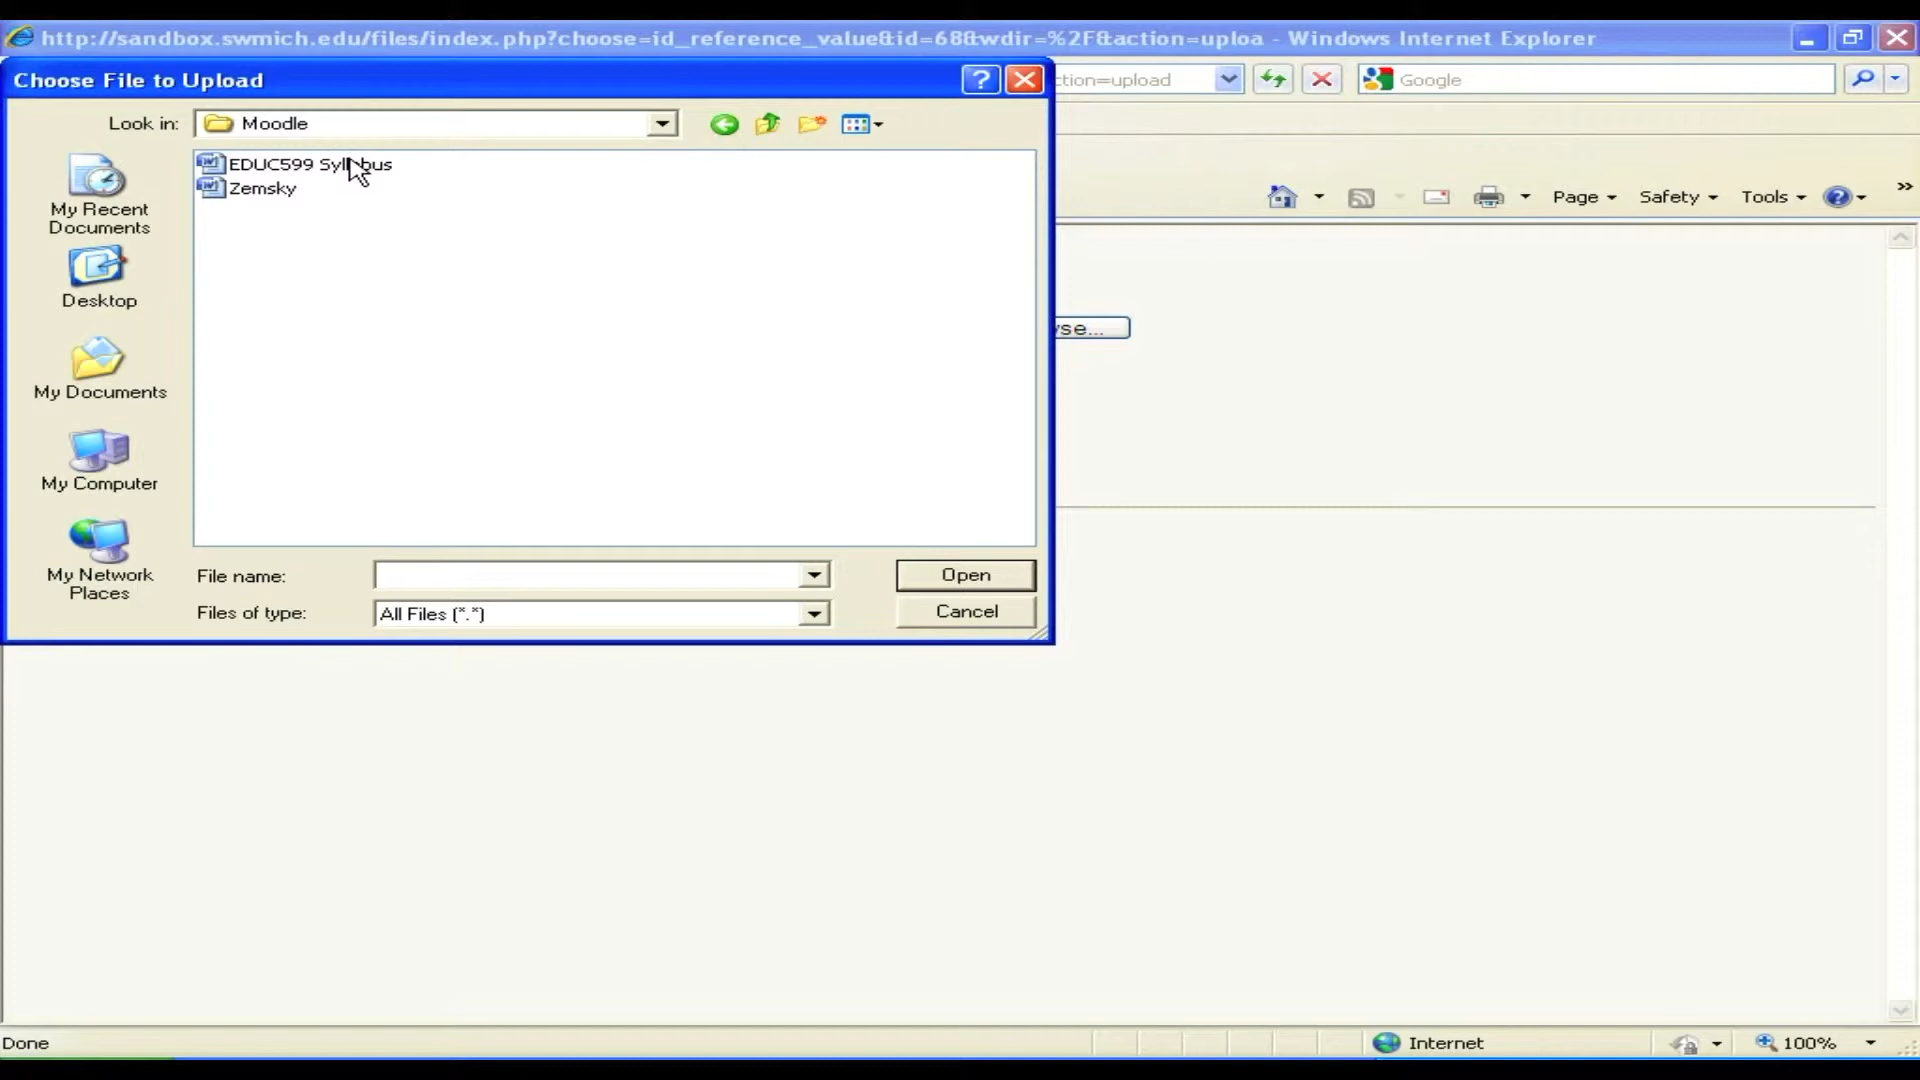 http://sandbox.swmich.edu/files/index.php?choose=id_reference_value&id=68&wdir=%2F&action=uploa - Windows Internet Explorer
Choose File to Upload
ction=upload
Google
Look in:
Moodle
EDUC599 Syllabus
Zemsky
My Recent
Documents
Page
Safety
Tools
Desktop
My Documents
My Computer
My Network
Places
File name:
Open
Files of type:
All Files (*.*)
Cancel
Done
Internet
100%